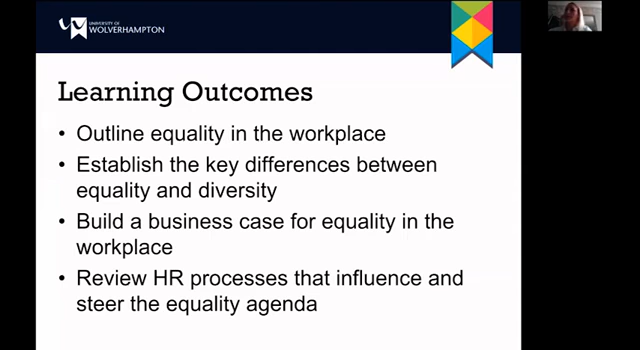 UNIVERSITY OF
WOLVERHAMPTON
Learning Outcomes
• Outline equality in the workplace
• Establish the key differences between
equality and diversity
• Build a business case for equality in the
workplace
• Review HR processes that influence and
steer the equality agenda